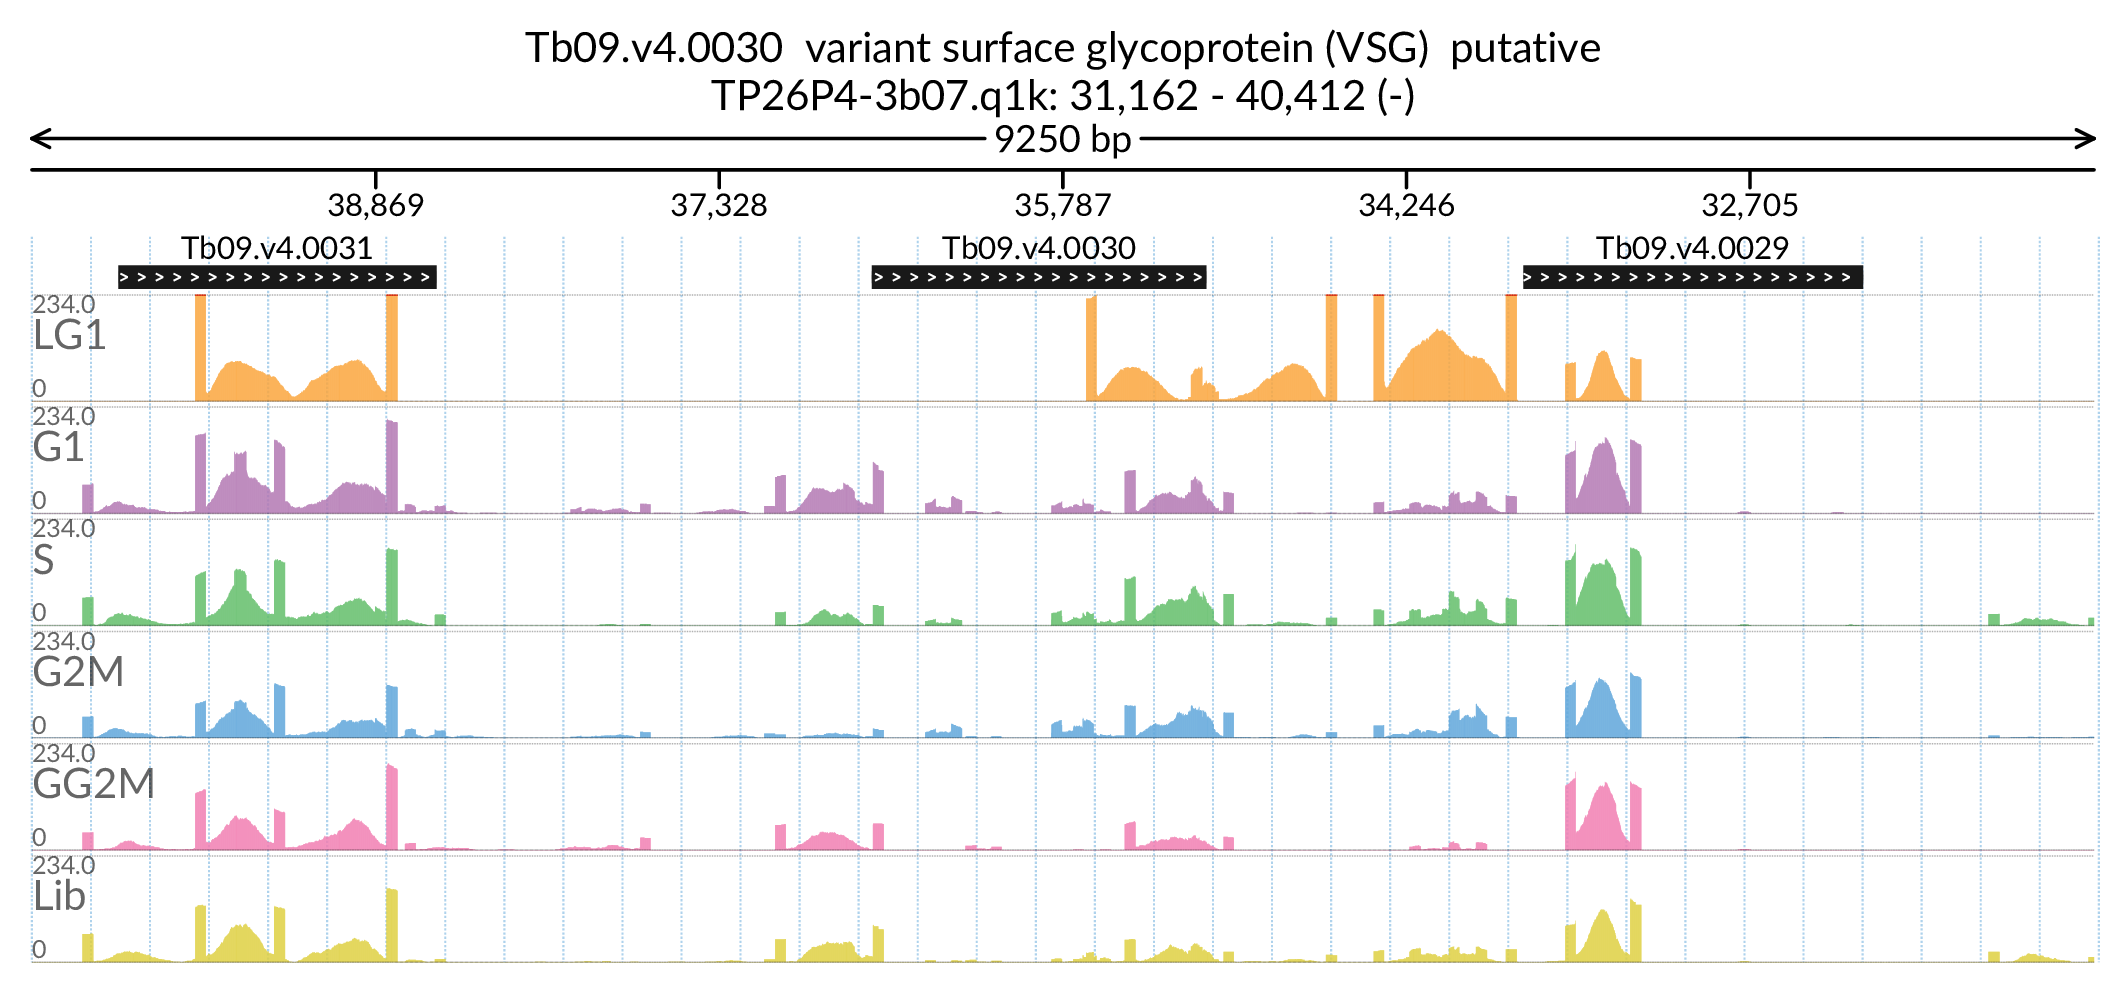 Tb09.v4.0030 variant surface glycoprotein (VSG) putative
TP26P4-3b07.q1k: 31,162 - 40,412 (-)
9250 bp
38,869 37,328 35,787 34,246 32,705
Tb09.v4.0031 Tb09.v4.0030 Tb09.v4.0029
234.0
LG1
0
234.0
G1
0
234.0
S
0
234.0
G2M
0
234.0
GG2M
0
234.0
Lib
0